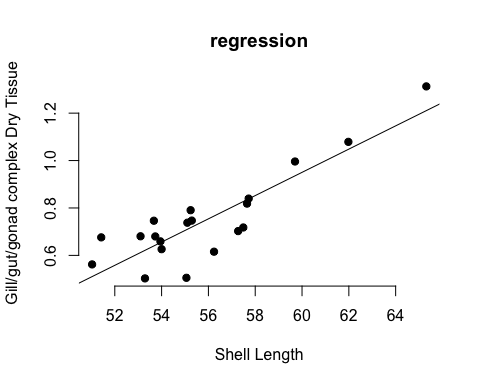 regression
Gill/gut/gonad complex Dry Tissue
1.2
1.0
0.8
0.6
52 54 56 58 60 62 64
Shell Length